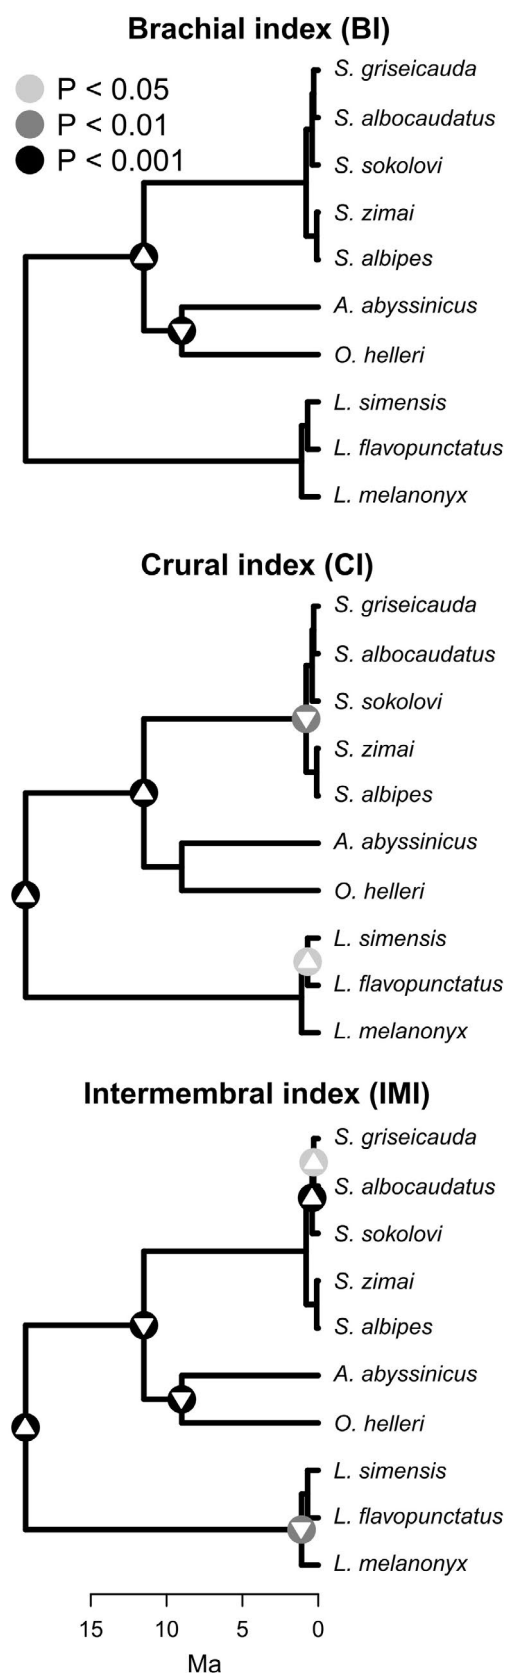 Brachial index (BI)
P < 0.05
P < 0.01
P < 0.001
S. griseicauda
S. albocaudatus
S. sokolovi
S. zimai
S. albipes
A. abyssinicus
O. helleri
L. simensis
L. flavopunctatus
L. melanonyx
Crural index (CI)
S. griseicauda
S. albocaudatus
S. sokolovi
S. zimai
S. albipes
A. abyssinicus
O. helleri
L. simensis
L. flavopunctatus
L. melanonyx
Intermembral index (IMI)
S. griseicauda
S. albocaudatus
S. sokolovi
S. zimai
S. albipes
A. abyssinicus
O. helleri
L. simensis
L. flavopunctatus
L. melanonyx
15 10 5 0
Ma